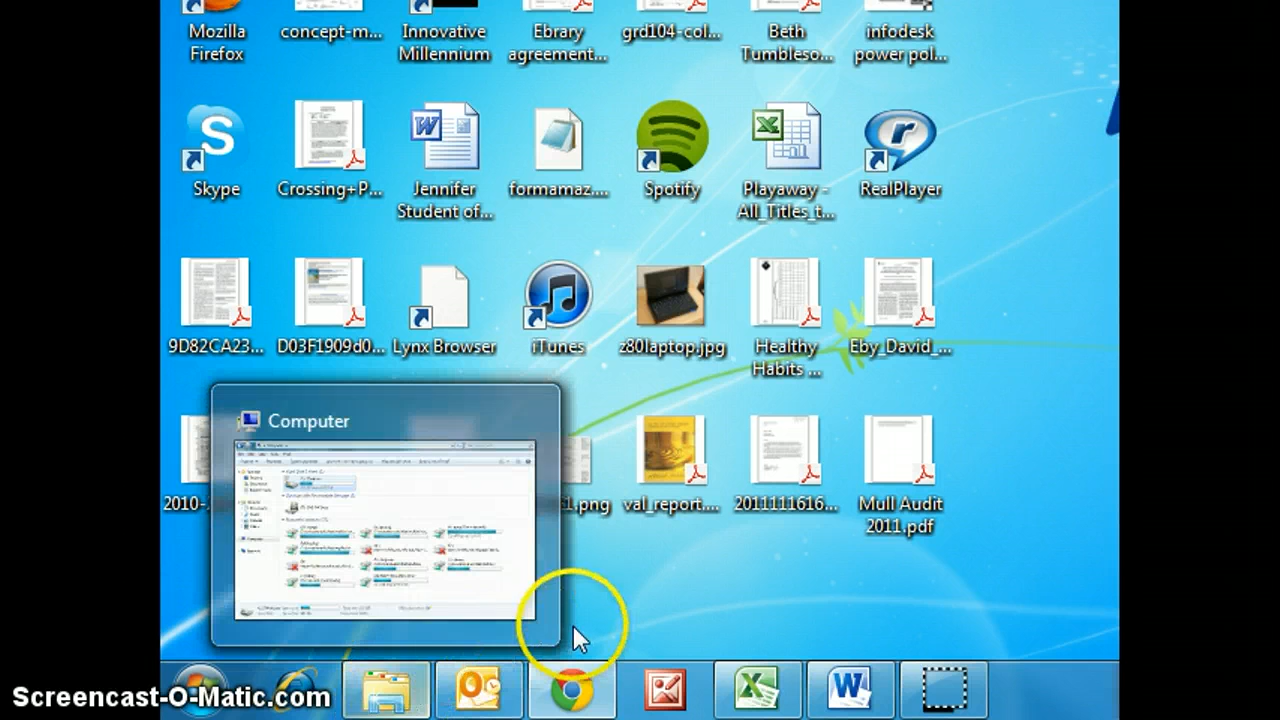 Mozilla
Firefox
concept-m...
Innovative
Millennium
Ebrary
agreement...
grd104-col...
Beth
Tumbleso...
infodesk
power pol...
Skype
Crossing+P...
Jennifer
Student of...
formamaz....
Spotify
Playaway -
All_Titles_t...
RealPlayer
9D82CA23...
D03F1909d0...
Lynx Browser
iTunes
z80laptop.jpg
Healthy
Habits ...
Eby_David_...
Computer
2010-
1.png
val_report....
2011111616...
Mull Audit
2011.pdf
Screencast-O-Matic.com